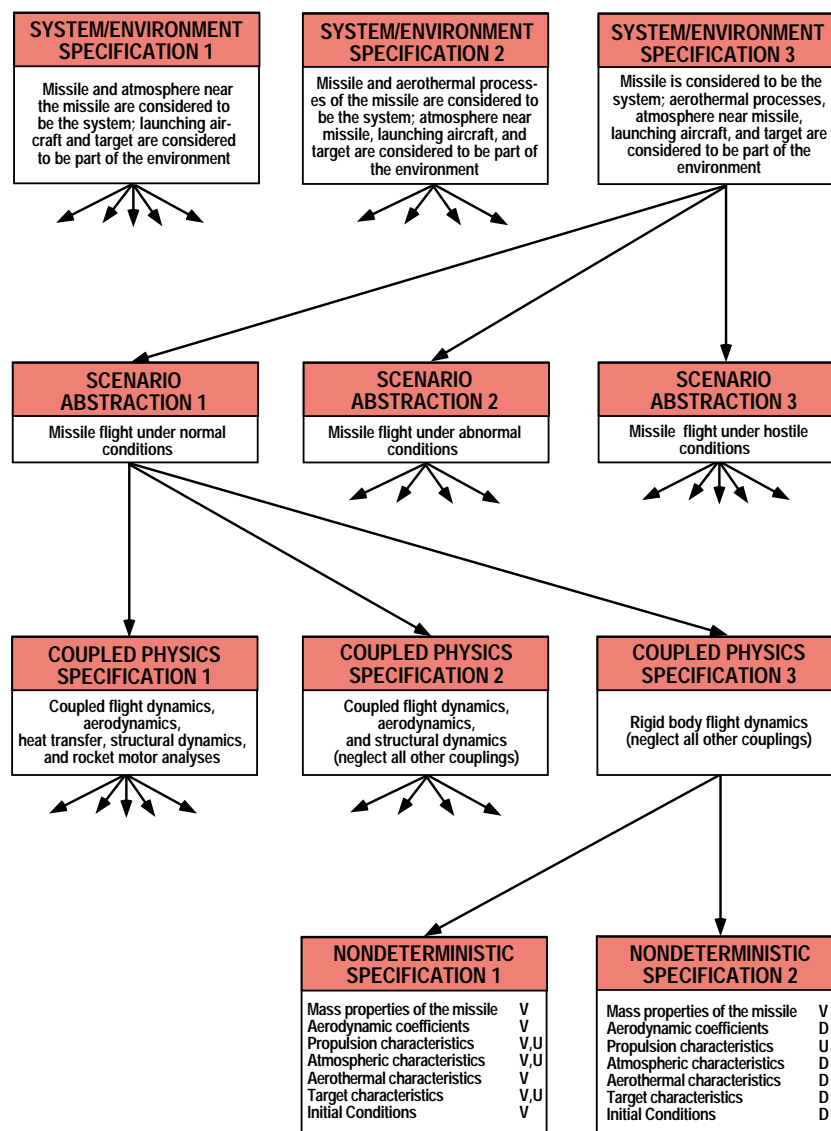 SYSTEM/ENVIRONMENT
SPECIFICATION 1
Missile and atmosphere near
the missile are considered to
be the system; launching air-
craft and target are considered
to be part of the environment
SYSTEM/ENVIRONMENT
SPECIFICATION 2
Missile and aerothermal process-
es of the missile are considered to
be the system; atmosphere near
missile, launching aircraft, and
target are considered to be part of
the environment
SYSTEM/ENVIRONMENT
SPECIFICATION 3
Missile is considered to be the
system; aerothermal processes,
atmosphere near missile,
launching aircraft, and target are
considered to be part of the
environment
SCENARIO
ABSTRACTION 1
Missile flight under normal
conditions
SCENARIO
ABSTRACTION 2
Missile flight under abnormal
conditions
SCENARIO
ABSTRACTION 3
Missile flight under hostile
conditions
COUPLED PHYSICS
SPECIFICATION 1
Coupled flight dynamics,
aerodynamics,
heat transfer, structural dynamics,
and rocket motor analyses
COUPLED PHYSICS
SPECIFICATION 2
Coupled flight dynamics,
aerodynamics,
and structural dynamics
(neglect all other couplings)
COUPLED PHYSICS
SPECIFICATION 3
Rigid body flight dynamics
(neglect all other couplings)
NONDETERMINISTIC
SPECIFICATION 1
Mass properties of the missile V
Aerodynamic coefficients V
Propulsion characteristics V,U
Atmospheric characteristics V,U
Aerothermal characteristics V
Target characteristics V,U
Initial Conditions V
NONDETERMINISTIC
SPECIFICATION 2
Mass properties of the missile V
Aerodynamic coefficients D
Propulsion characteristics U
Atmospheric characteristics D
Aerothermal characteristics D
Target characteristics D
Initial Conditions D